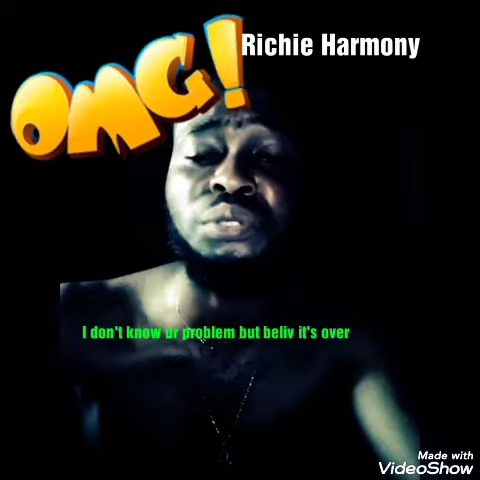 OMG!
Richie Harmony
I don't know ur problem but beliv it's over
Made with
VideoShow